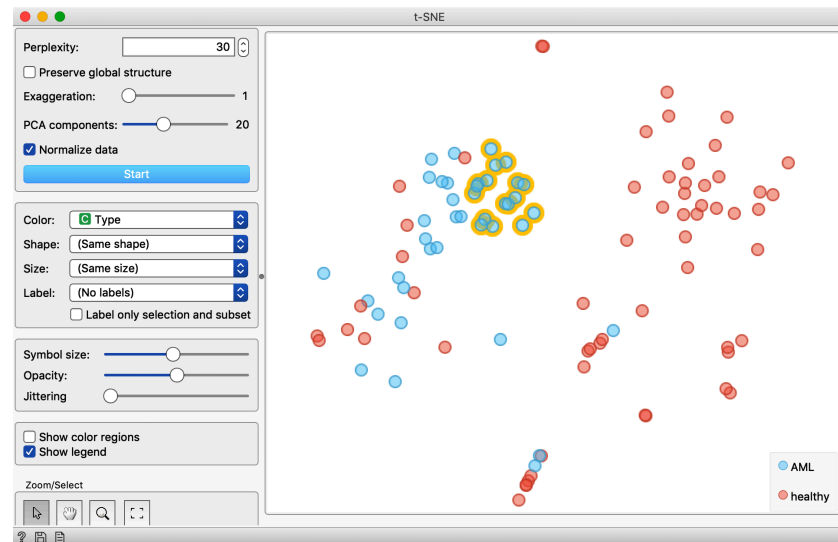 t-SNE
Perplexity: 30
Preserve global structure
Exaggeration: 1
PCA components: 20
Normalize data
Start
Color: C Type
Shape: (Same shape)
Size: (Same size)
Label: (No labels)
Label only selection and subset
Symbol size:
Opacity:
Jittering
Show color regions
Show legend
Zoom/Select
AML
healthy
?